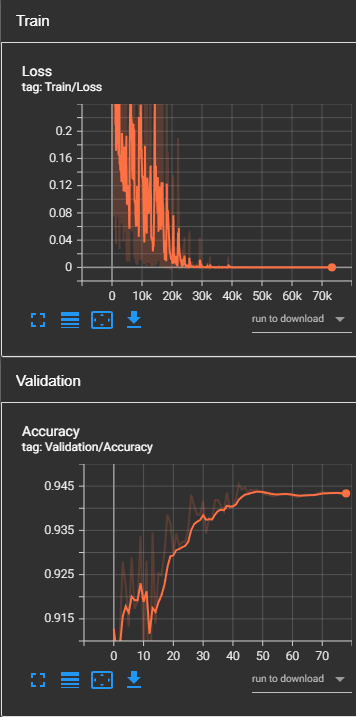 Train
Loss
tag: Train/Loss
0.2
0.16
0.12
0.08
0.04
0
0 10k 20k 30k 40k 50k 60k 70k
run to download
Validation
Accuracy
tag: Validation/Accuracy
0.945
0.935
0.925
0.915
0 10 20 30 40 50 60 70
run to download